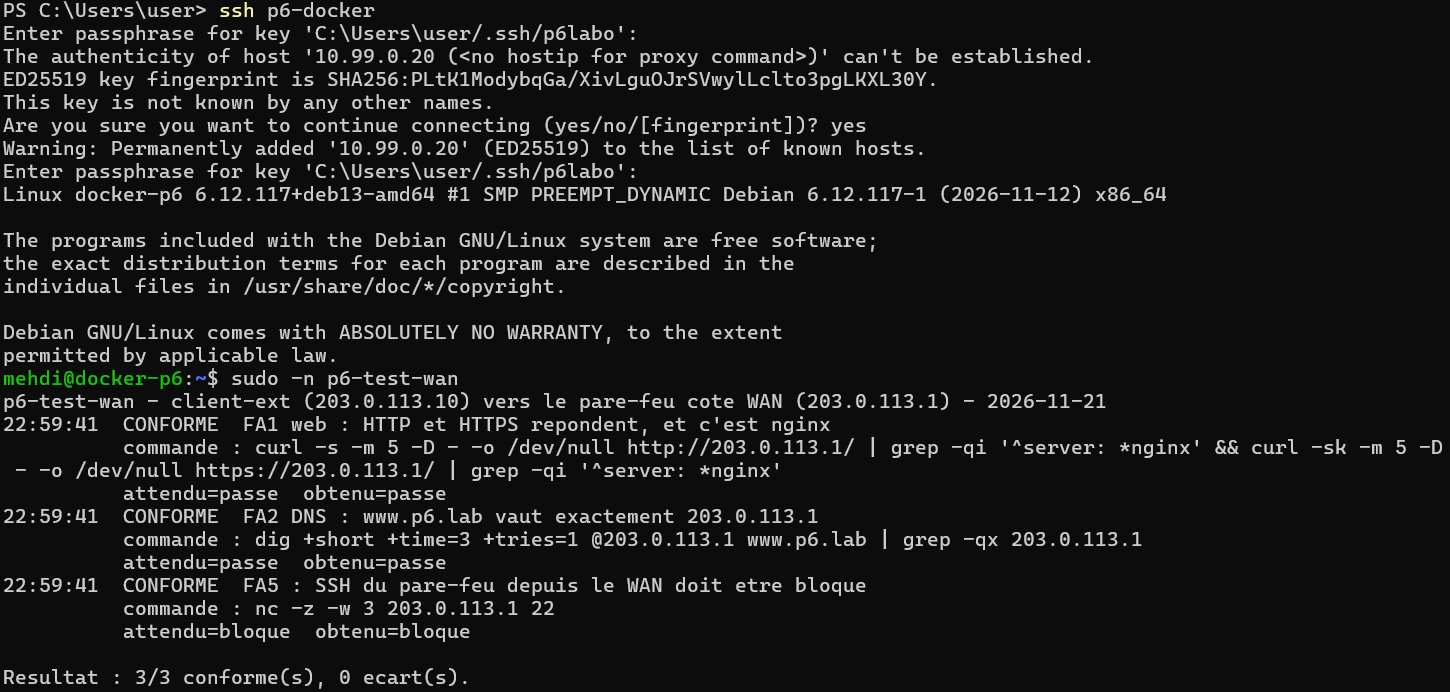 PS C:\Users\user> ssh p6-docker
Enter passphrase for key 'C:\Users\user/.ssh/p6labo':
The authenticity of host '10.99.0.20 (<no hostip for proxy command>)' can't be established.
ED25519 key fingerprint is SHA256:PLtK1ModybqGa/XivLguOJrSVwylLclto3pgLKXL30Y.
This key is not known by any other names.
Are you sure you want to continue connecting (yes/no/[fingerprint])? yes
Warning: Permanently added '10.99.0.20' (ED25519) to the list of known hosts.
Enter passphrase for key 'C:\Users\user/.ssh/p6labo':
Linux docker-p6 6.12.117+deb13-amd64 #1 SMP PREEMPT_DYNAMIC Debian 6.12.117-1 (2026-11-12) x86_64

The programs included with the Debian GNU/Linux system are free software;
the exact distribution terms for each program are described in the
individual files in /usr/share/doc/*/copyright.

Debian GNU/Linux comes with ABSOLUTELY NO WARRANTY, to the extent
permitted by applicable law.
mehdi@docker-p6:~$ sudo -n p6-test-wan
p6-test-wan - client-ext (203.0.113.10) vers le pare-feu cote WAN (203.0.113.1) - 2026-11-21
22:59:41  CONFORME  FA1 web : HTTP et HTTPS repondent, et c'est nginx
          commande : curl -s -m 5 -D - -o /dev/null http://203.0.113.1/ | grep -qi '^server: *nginx' && curl -sk -m 5 -D
 - -o /dev/null https://203.0.113.1/ | grep -qi '^server: *nginx'
          attendu=passe  obtenu=passe
22:59:41  CONFORME  FA2 DNS : www.p6.lab vaut exactement 203.0.113.1
          commande : dig +short +time=3 +tries=1 @203.0.113.1 www.p6.lab | grep -qx 203.0.113.1
          attendu=passe  obtenu=passe
22:59:41  CONFORME  FA5 : SSH du pare-feu depuis le WAN doit etre bloque
          commande : nc -z -w 3 203.0.113.1 22
          attendu=bloque  obtenu=bloque

Resultat : 3/3 conforme(s), 0 ecart(s).